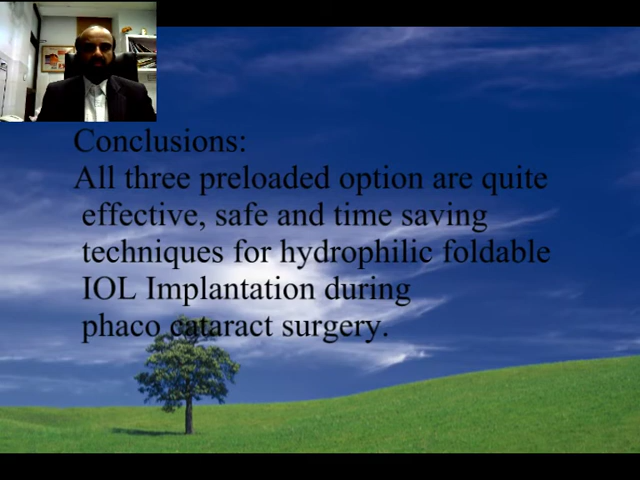 Conclusions:
All three preloaded option are quite
effective, safe and time saving
techniques for hydrophilic foldable
IOL Implantation during
phaco cataract surgery.